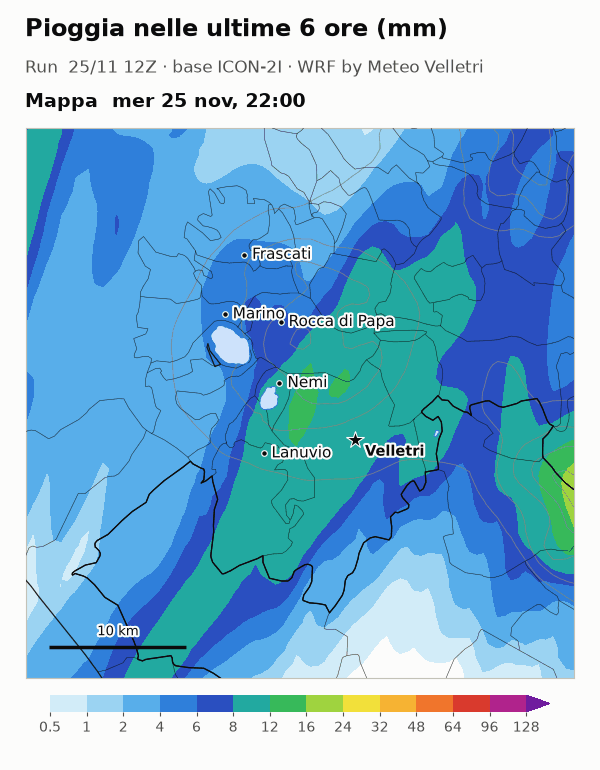 Pioggia nelle ultime 6 ore (mm)
Run  25/11 12Z · base ICON-2I · WRF by Meteo Velletri
Mappa  mer 25 nov, 22:00
Frascati
Marino
Rocca di Papa
Nemi
Velletri
Lanuvio
10 km
0.5 1 2 4 6 8 12 16 24 32 48 64 96 128